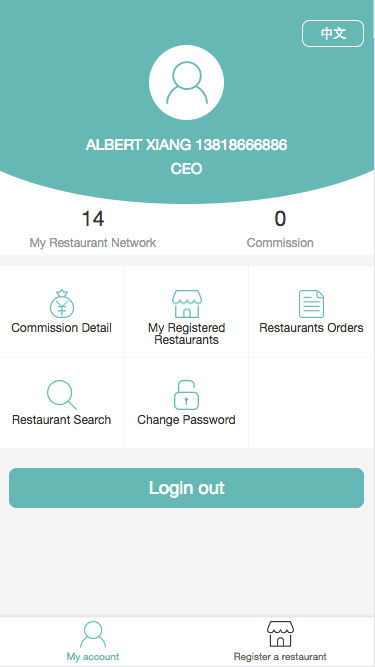 中文
ALBERT XIANG 13818666886
CEO
14
My Restaurant Network
0
Commission
Commission Detail
My Registered
Restaurants
Restaurants Orders
Restaurant Search
Change Password
Login out
My account
Register a restaurant